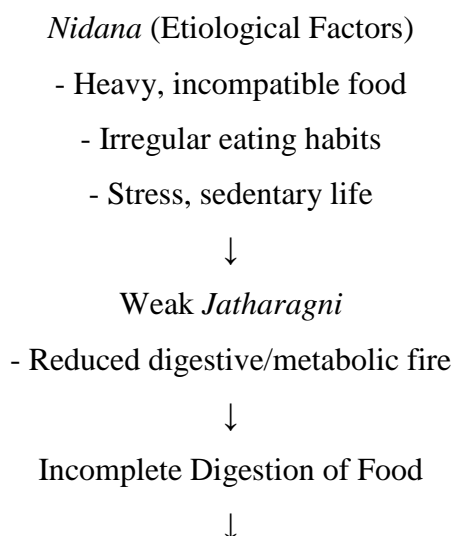 Nidana (Etiological Factors)
- Heavy, incompatible food
- Irregular eating habits
- Stress, sedentary life
↓
Weak Jatharagni
- Reduced digestive/metabolic fire
↓
Incomplete Digestion of Food
↓